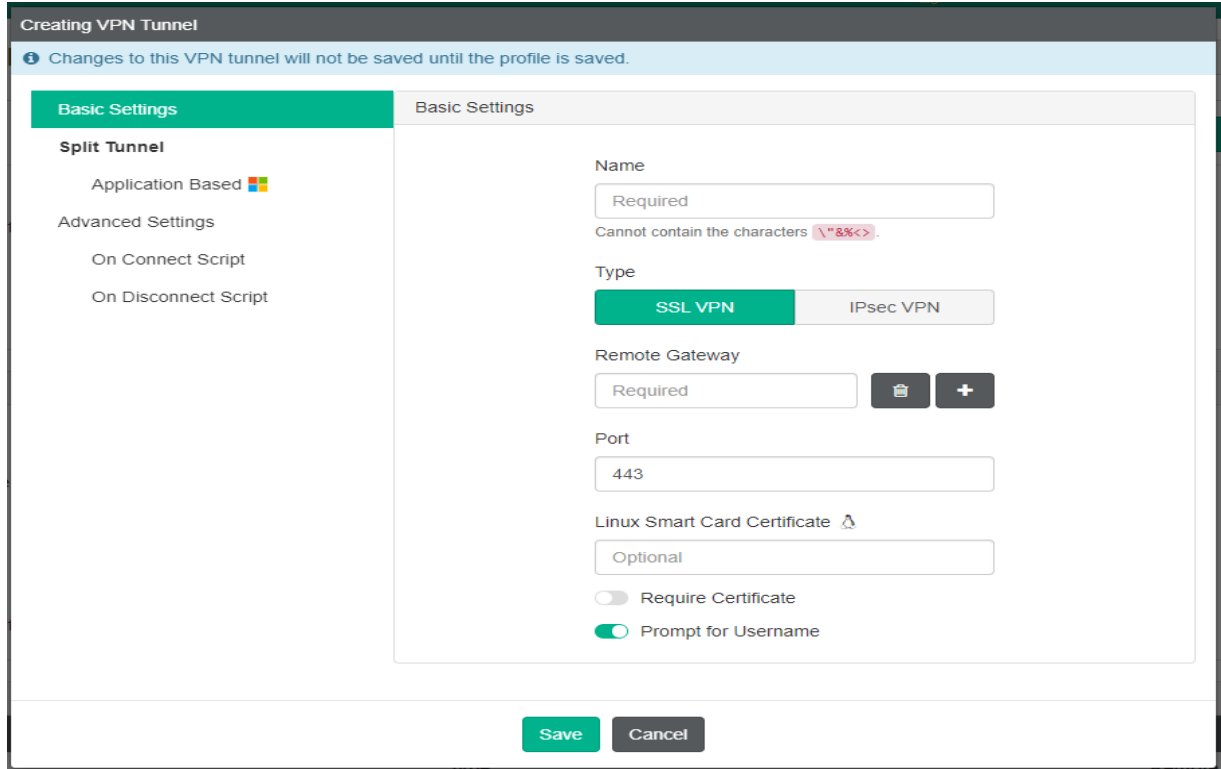 Creating VPN Tunnel
Changes to this VPN tunnel will not be saved until the profile is saved.
Basic Settings
Split Tunnel
Application Based
Advanced Settings
On Connect Script
On Disconnect Script
Basic Settings
Name
Required
Cannot contain the characters \"&%<> .
Type
SSL VPN IPsec VPN
Remote Gateway
Required
Port
443
Linux Smart Card Certificate
Optional
Require Certificate
Prompt for Username
Save Cancel